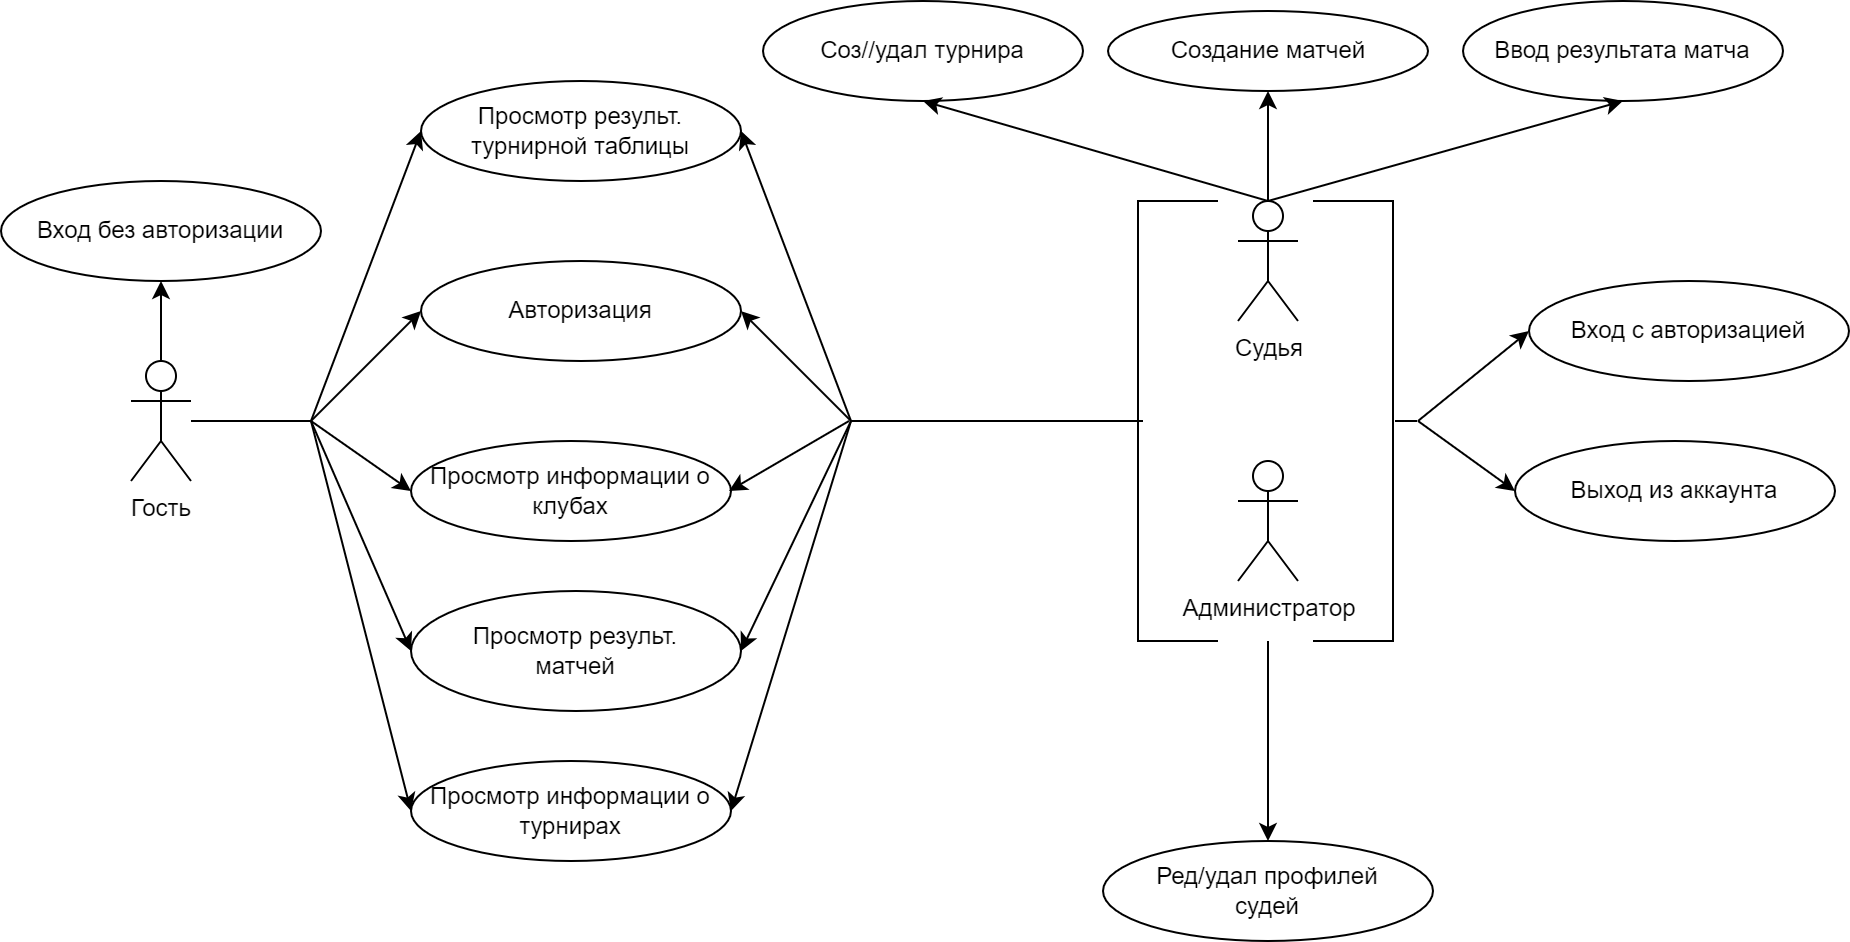 Соз//удал турнира
Создание матчей
Ввод результата матча
Просмотр результ.
турнирной таблицы
Вход без авторизации
Авторизация
Вход с авторизацией
Судья
Просмотр информации о
клубах
Выход из аккаунта
Гость
Администратор
Просмотр результ.
матчей
Просмотр информации о
турнирах
Ред/удал профилей
судей